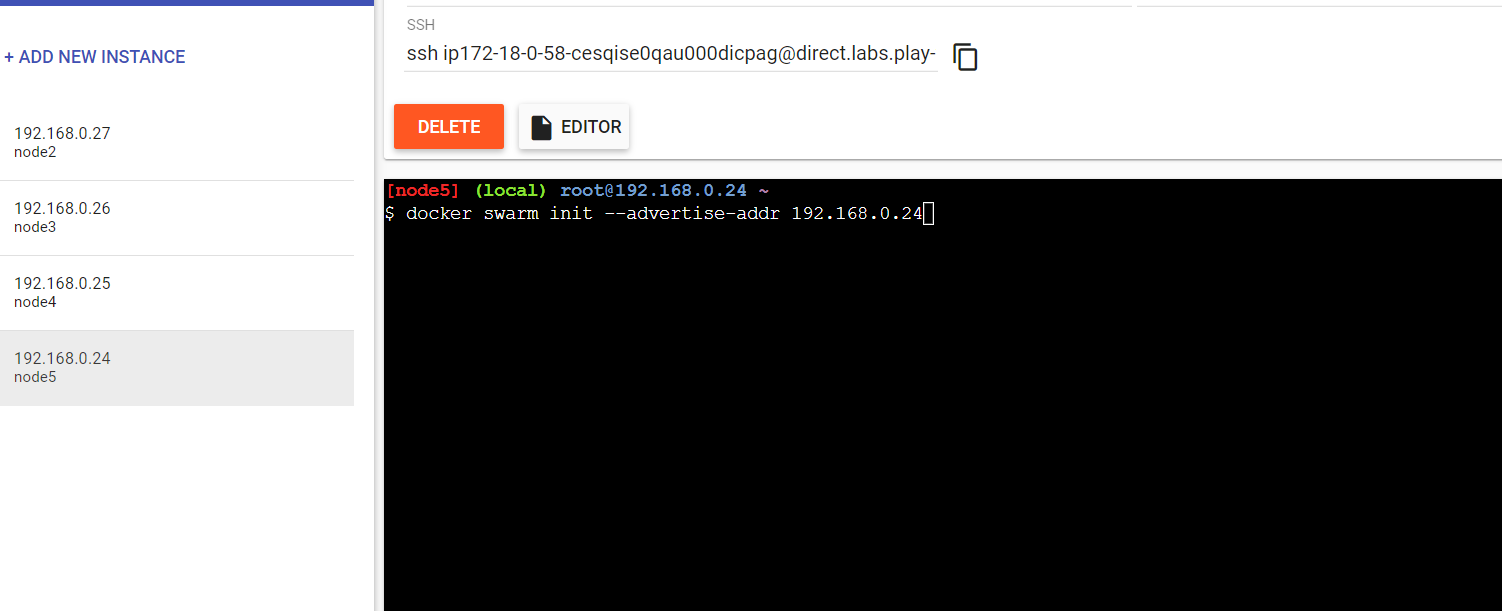 + ADD NEW INSTANCE
192.168.0.27
node2
192.168.0.26
node3
192.168.0.25
node4
192.168.0.24
node5
SSH
ssh ip172-18-0-58-cesqise0qau000dicpag@direct.labs.play-
DELETE
EDITOR
[node5] (local) root@192.168.0.24 ~
$ docker swarm init --advertise-addr 192.168.0.24